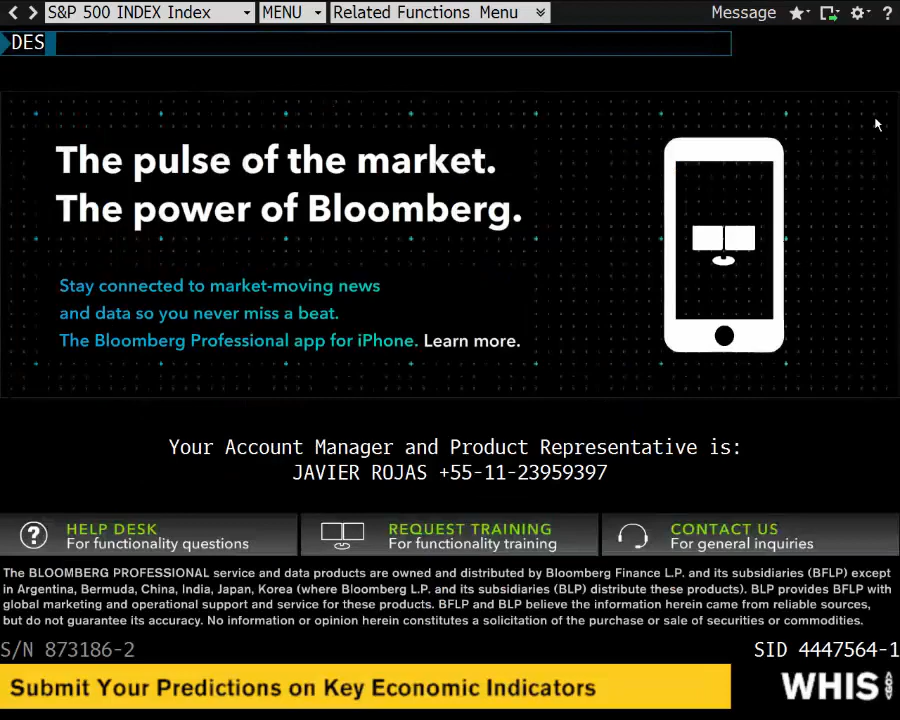 S&P 500 INDEX Index MENU Related Functions Menu Message ?
DES
The pulse of the market.
The power of Bloomberg.
Stay connected to market-moving news
and data so you never miss a beat.
The Bloomberg Professional app for iPhone. Learn more.
Your Account Manager and Product Representative is:
JAVIER ROJAS +55-11-23959397
? HELP DESK
For functionality questions
REQUEST TRAINING
For functionality training
CONTACT US
For general inquiries
The BLOOMBERG PROFESSIONAL service and data products are owned and distributed by Bloomberg Finance L.P. and its subsidiaries (BFLP) except
in Argentina, Bermuda, China, India, Japan, Korea (where Bloomberg L.P. and its subsidiaries (BLP) distribute these products). BLP provides BFLP with
global marketing and operational support and service for these products. BFLP and BLP believe the information herein came from reliable sources,
but do not guarantee its accuracy. No information or opinion herein constitutes a solicitation of the purchase or sale of securities or commodities.
S/N 873186-2 SID 4447564-1
Submit Your Predictions on Key Economic Indicators WHIS